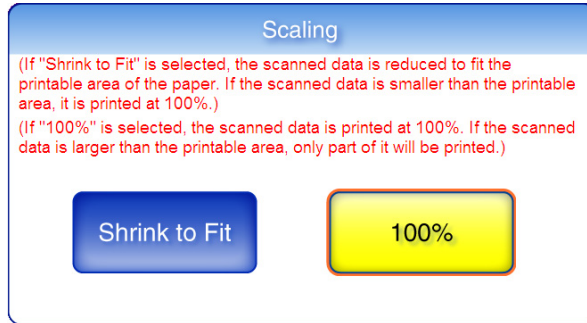 Scaling
(If "Shrink to Fit" is selected, the scanned data is reduced to fit the
printable area of the paper. If the scanned data is smaller than the printable
area, it is printed at 100%.)
(If "100%" is selected, the scanned data is printed at 100%. If the scanned
data is larger than the printable area, only part of it will be printed.)
Shrink to Fit
100%